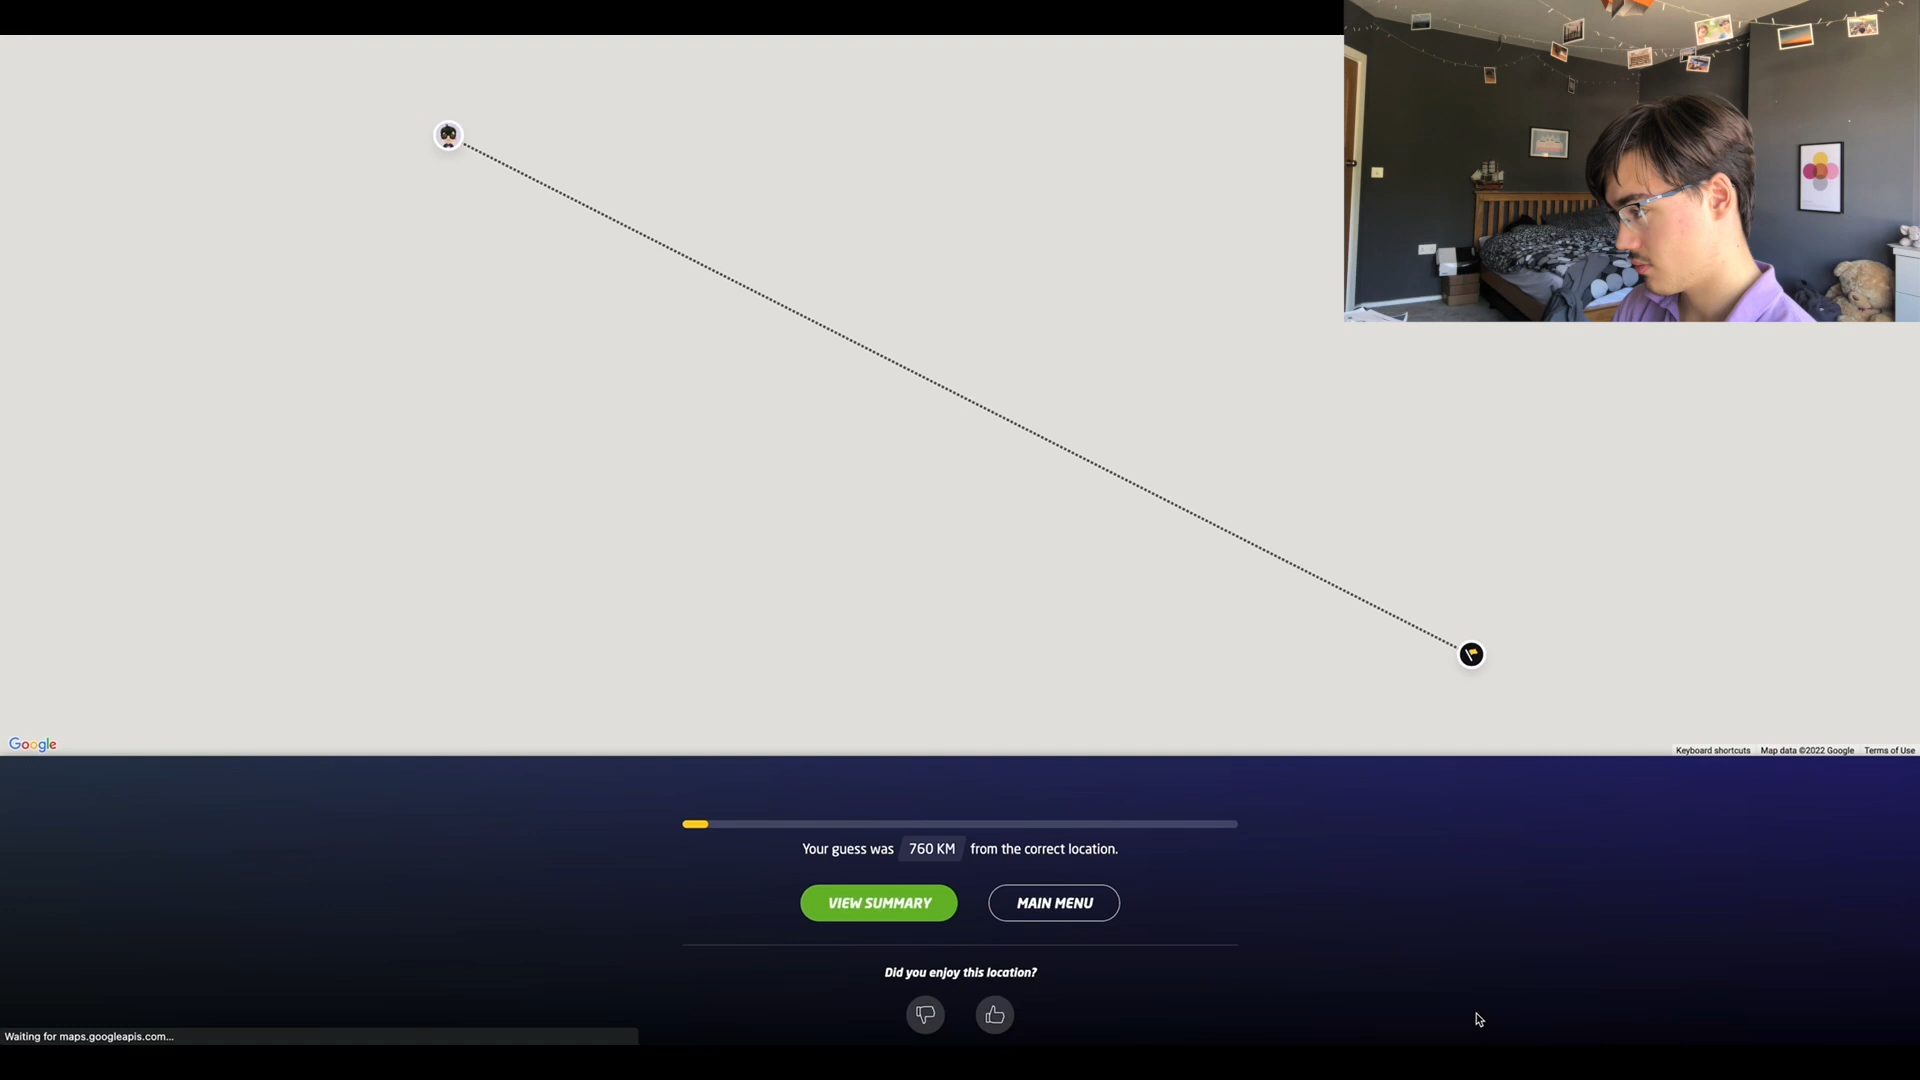 Google
Keyboard shortcuts Map data ©2022 Google Terms of Use
Your guess was 760 KM from the correct location.
VIEW SUMMARY MAIN MENU
Did you enjoy this location?
Waiting for maps.googleapis.com...